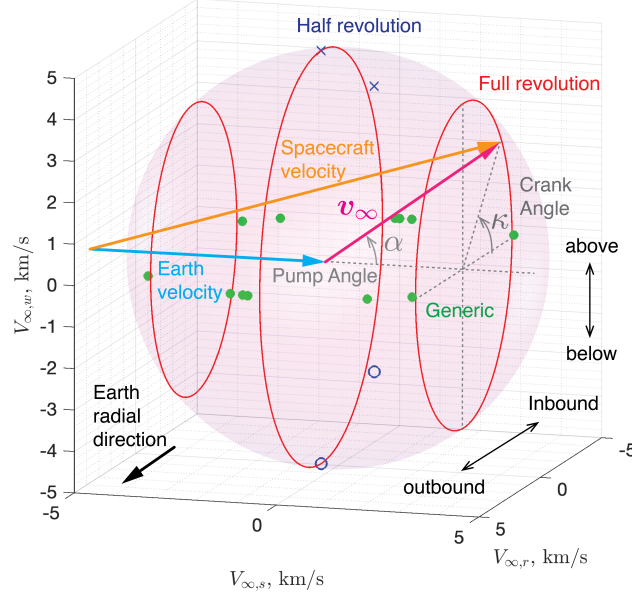 Half revolution
Full revolution
5
4
3
2
1
0
-1
-2
-3
-4
-5
V∞,w, km/s
Spacecraft
velocity
v∞
Crank
Angle
κ
α
above
Earth
velocity
Pump Angle
Generic
below
Earth
radial
direction
Inbound
outbound
-5
0
5
V∞,s, km/s
5
0
-5
V∞,r, km/s